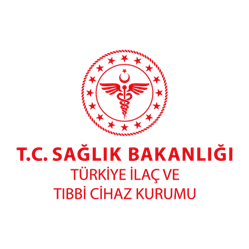 T.C. SAĞLIK BAKANLIĞI
TÜRKİYE İLAÇ VE
TIBBİ CİHAZ KURUMU